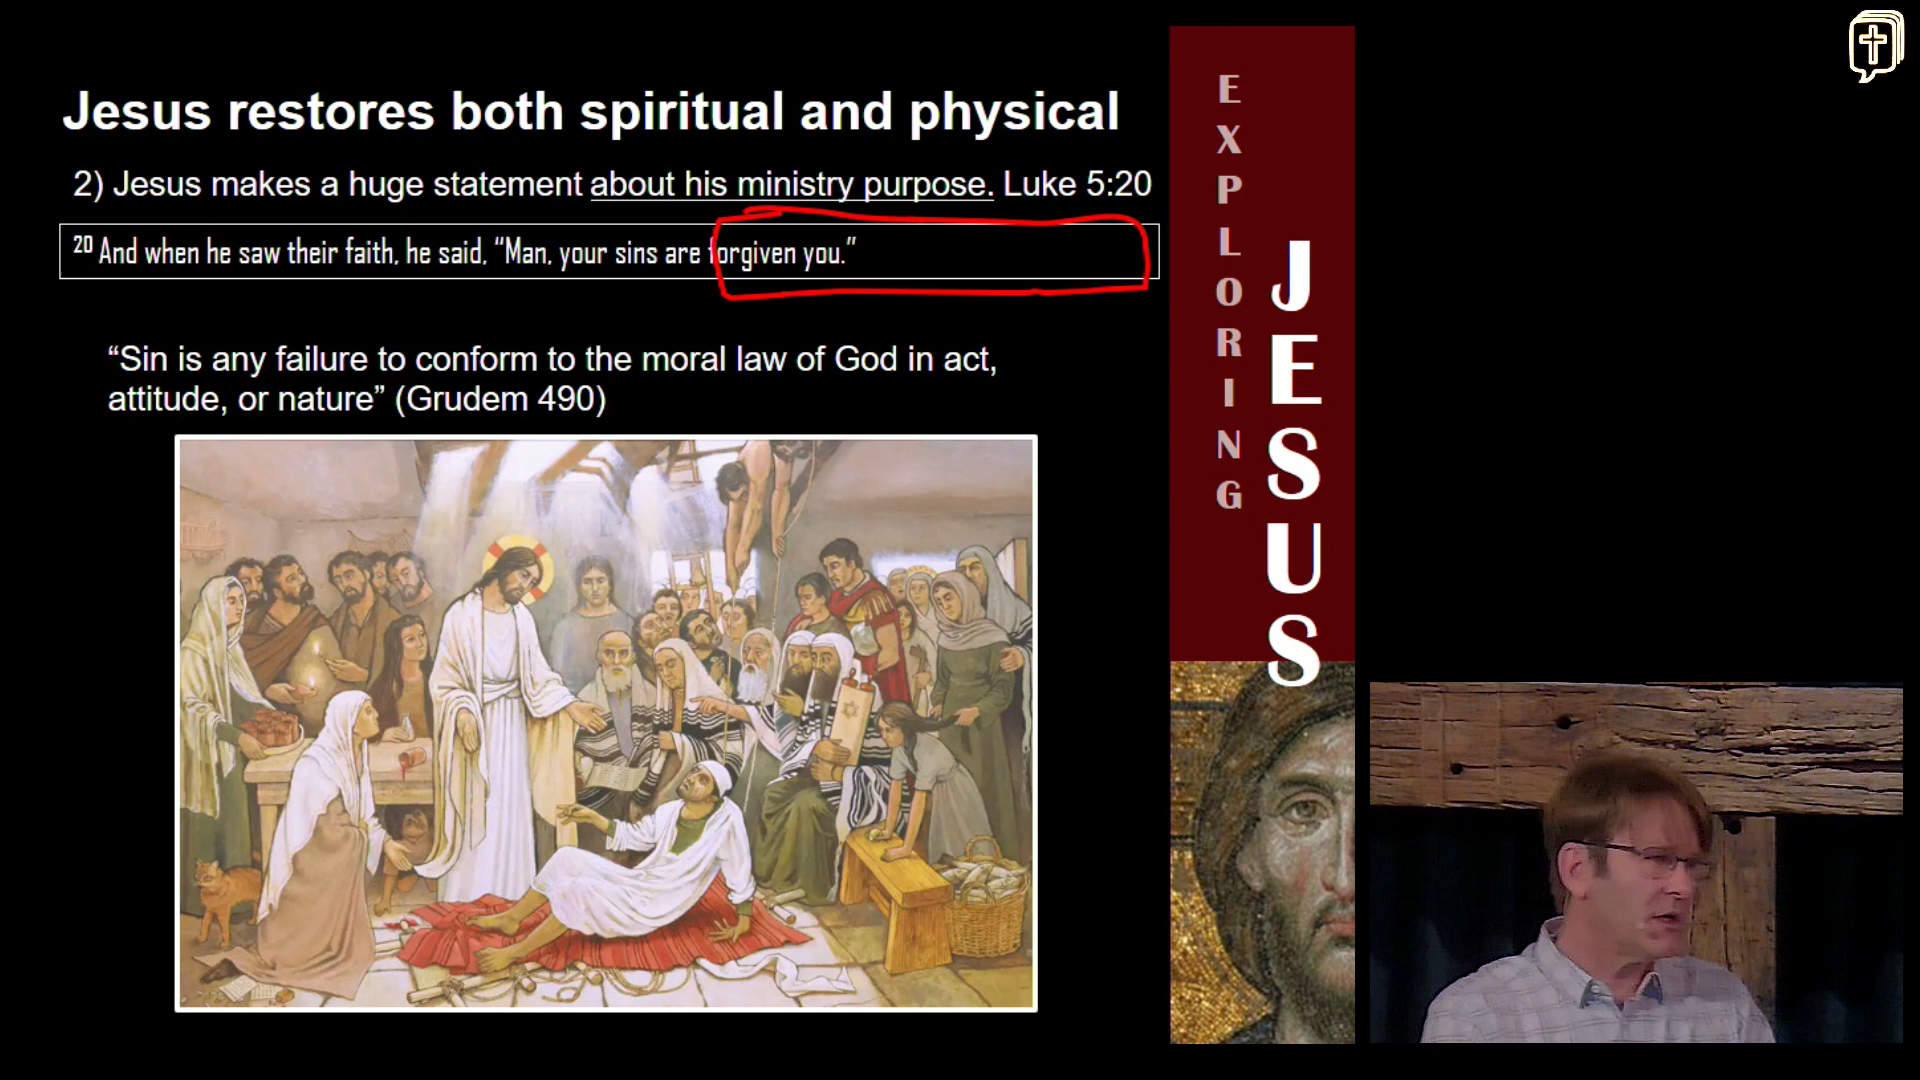 Jesus restores both spiritual and physical
2) Jesus makes a huge statement about his ministry purpose. Luke 5:20
20 And when he saw their faith, he said, “Man, your sins are forgiven you.”
“Sin is any failure to conform to the moral law of God in act,
attitude, or nature” (Grudem 490)
EXPLORING
JESUS